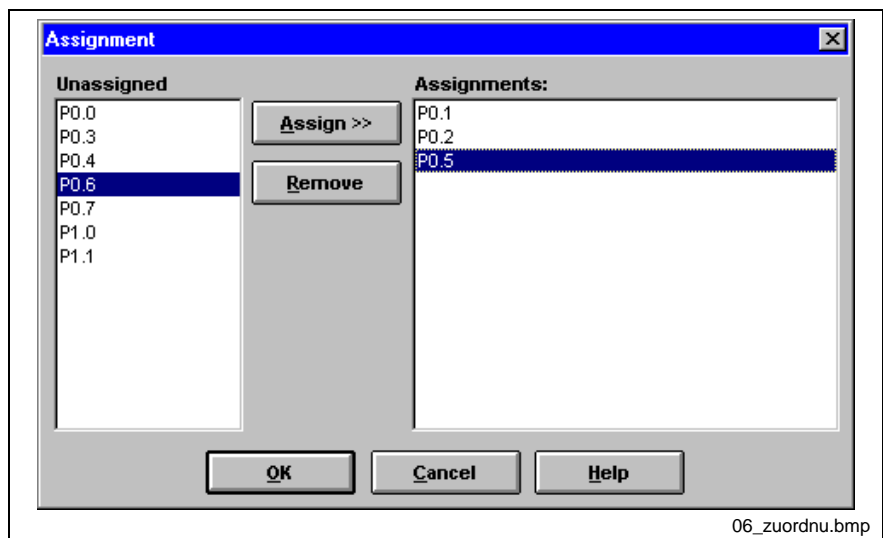 Assignment
Unassigned
P0.0
P0.3
P0.4
P0.6
P0.7
P1.0
P1.1
Assign >>
Remove
Assignments:
P0.1
P0.2
P0.5
OK
Cancel
Help
06_zuordnu.bmp